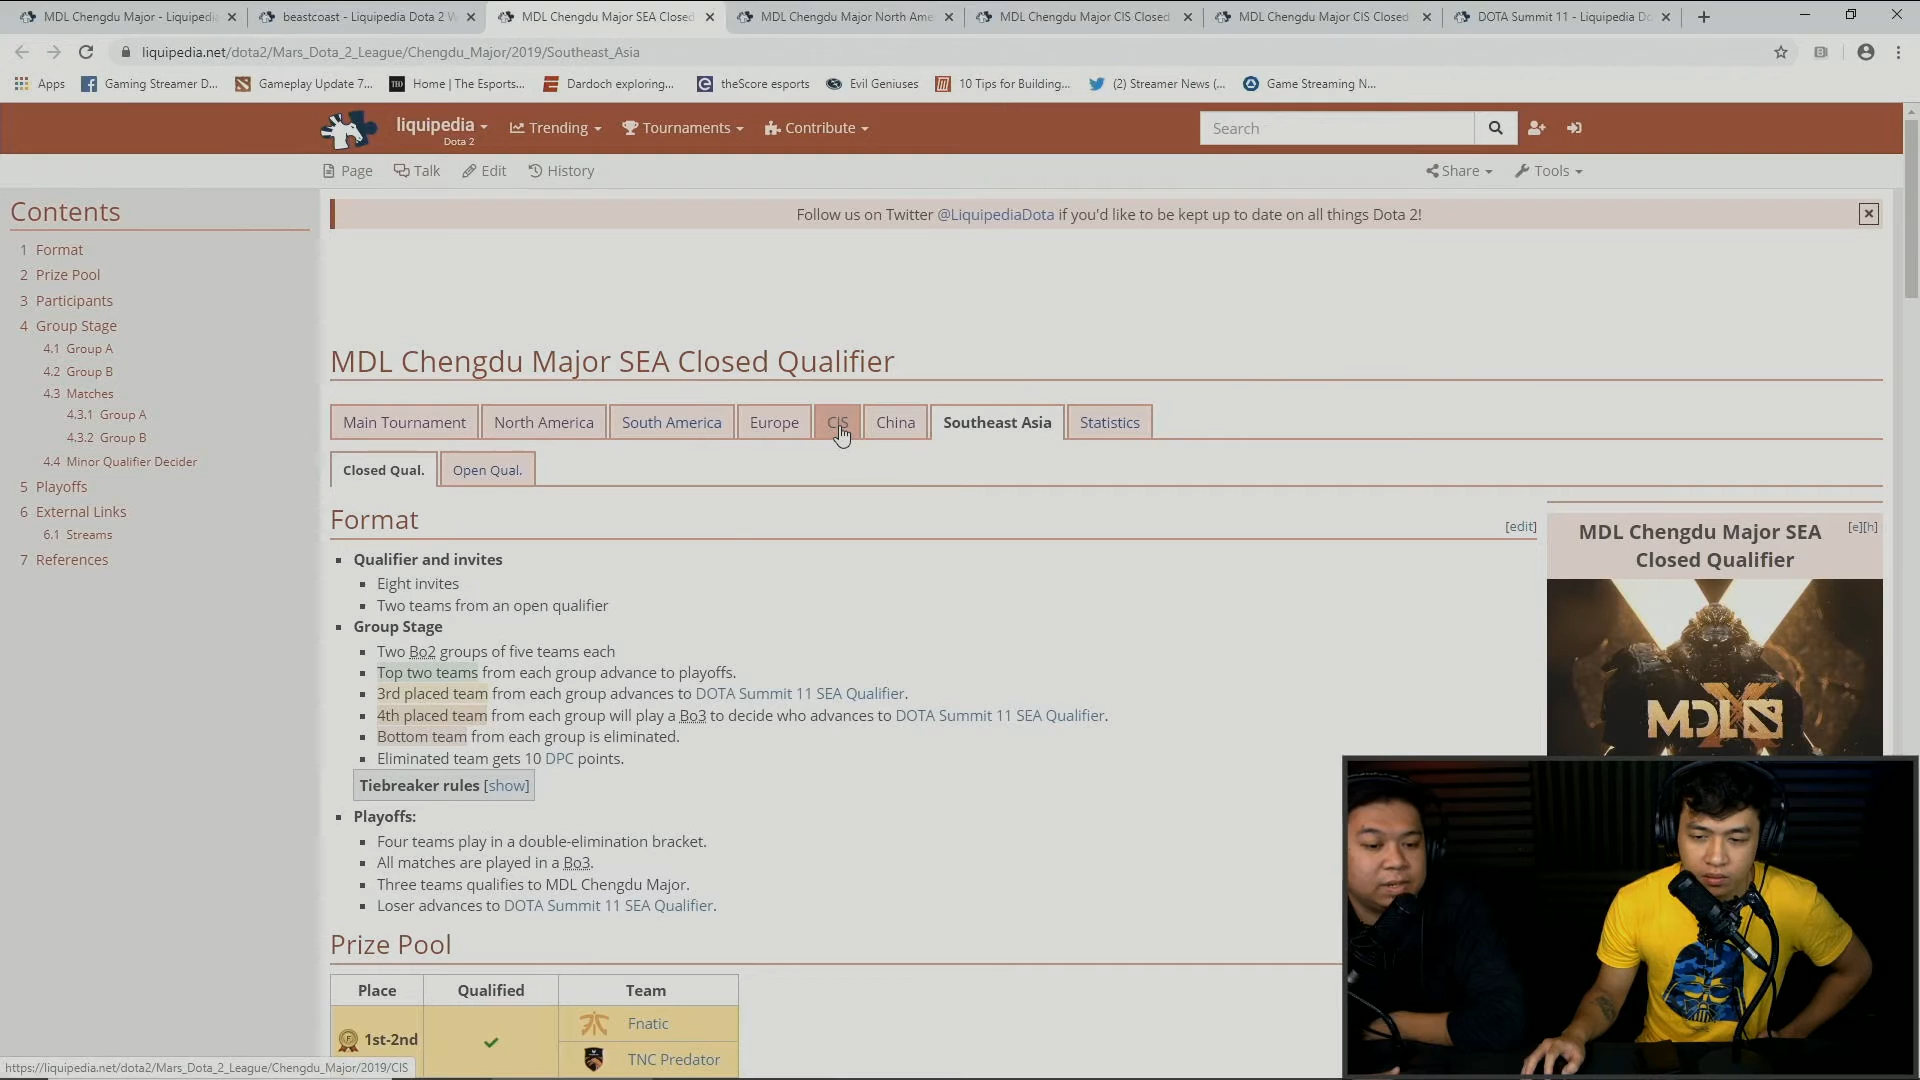 MDL Chengdu Major - Liquipedi
beastcoast - Liquipedia Dota 2 W
MDL Chengdu Major SEA Closed
MDL Chengdu Major North Ame
MDL Chengdu Major CIS Closed
MDL Chengdu Major CIS Closed
DOTA Summit 11 - Liquipedia Do
liquipedia.net/dota2/Mars_Dota_2_League/Chengdu_Major/2019/Southeast_Asia
Apps
Gaming Streamer D...
Gameplay Update 7...
Home | The Esports...
Dardoch exploring...
theScore esports
Evil Geniuses
10 Tips for Building...
(2) Streamer News (...
Game Streaming N...
liquipedia
Dota 2
Trending
Tournaments
Contribute
Search
Page
Talk
Edit
History
Share
Tools
Contents
1 Format
2 Prize Pool
3 Participants
4 Group Stage
4.1 Group A
4.2 Group B
4.3 Matches
4.3.1 Group A
4.3.2 Group B
4.4 Minor Qualifier Decider
5 Playoffs
6 External Links
6.1 Streams
7 References
Follow us on Twitter @LiquipediaDota if you'd like to be kept up to date on all things Dota 2!
MDL Chengdu Major SEA Closed Qualifier
Main Tournament
North America
South America
Europe
CIS
China
Southeast Asia
Statistics
Closed Qual.
Open Qual.
Format
[edit]
Qualifier and invites
Eight invites
Two teams from an open qualifier
Group Stage
Two Bo2 groups of five teams each
Top two teams from each group advance to playoffs.
3rd placed team from each group advances to DOTA Summit 11 SEA Qualifier.
4th placed team from each group will play a Bo3 to decide who advances to DOTA Summit 11 SEA Qualifier.
Bottom team from each group is eliminated.
Eliminated team gets 10 DPC points.
Tiebreaker rules [show]
Playoffs:
Four teams play in a double-elimination bracket.
All matches are played in a Bo3.
Three teams qualifies to MDL Chengdu Major.
Loser advances to DOTA Summit 11 SEA Qualifier.
Prize Pool
Place
Qualified
Team
1st-2nd
Fnatic
TNC Predator
MDL Chengdu Major SEA
Closed Qualifier
[e][h]
MDL
https://liquipedia.net/dota2/Mars_Dota_2_League/Chengdu_Major/2019/CIS